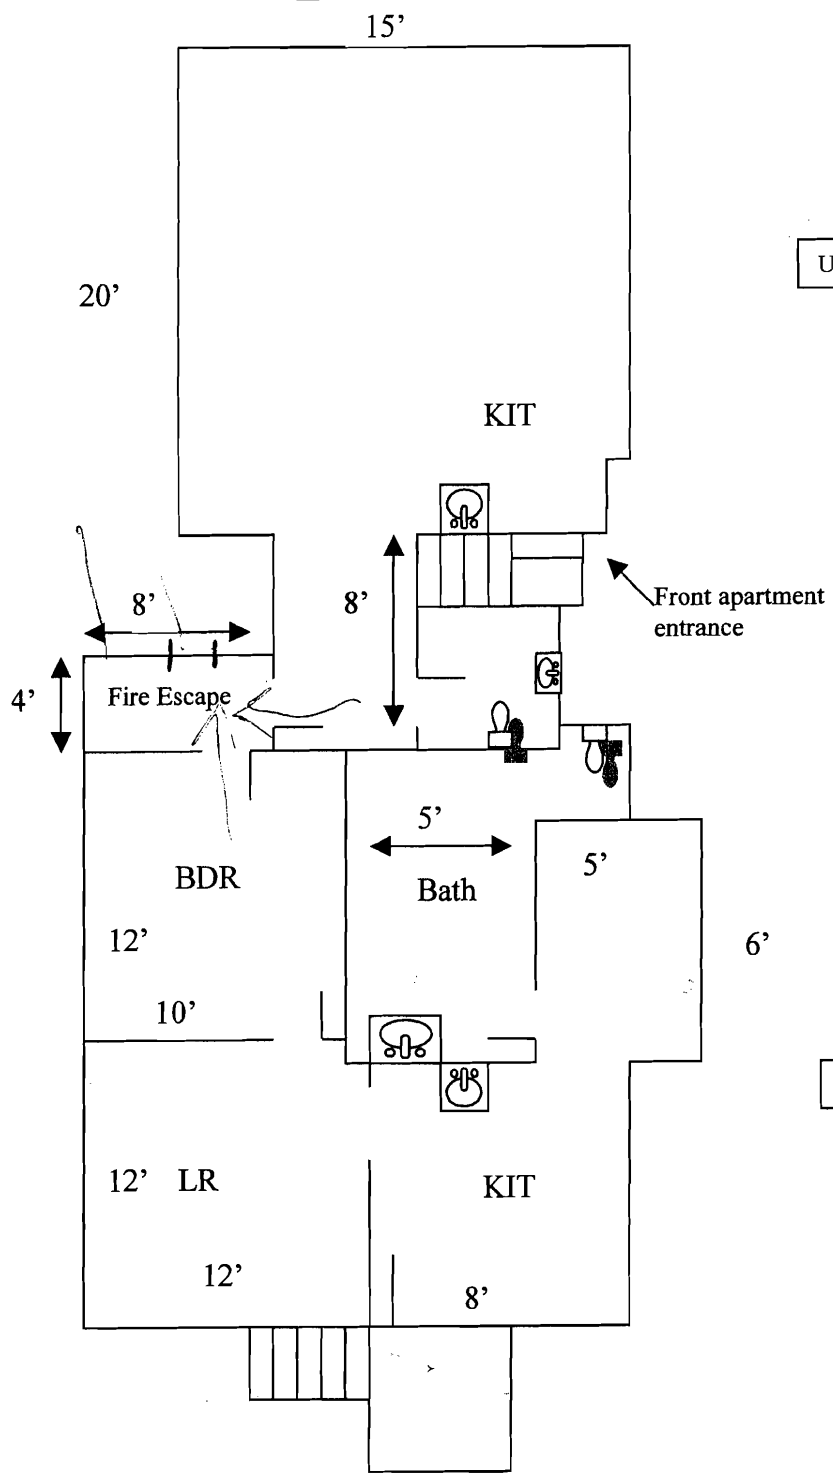 15’
20’
U
KIT
8’
8’
Front apartment
entrance
4’
Fire Escape
5’
BDR
Bath
5’
12’
6’
10’
12’
LR
KIT
12’
8’